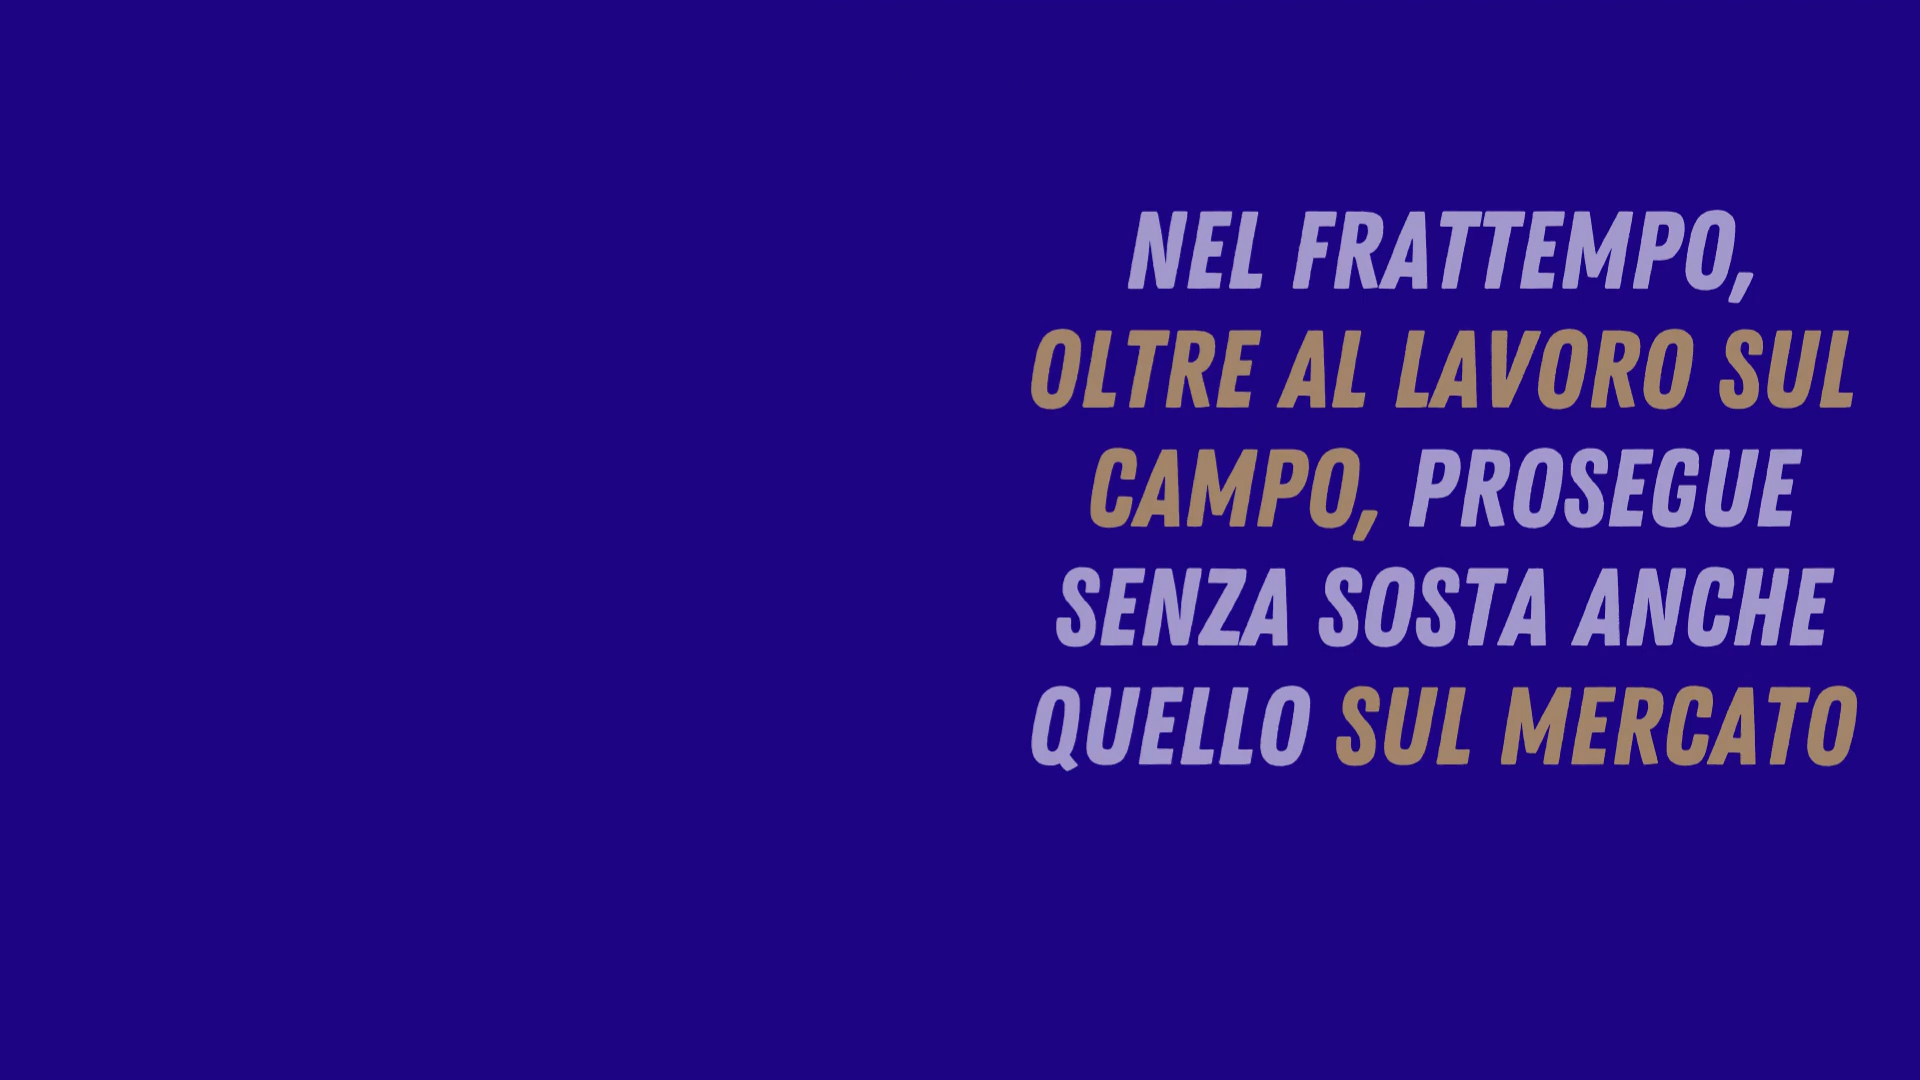 NEL FRATTEMPO,
OLTRE AL LAVORO SUL
CAMPO, PROSEGUE
SENZA SOSTA ANCHE
QUELLO SUL MERCATO